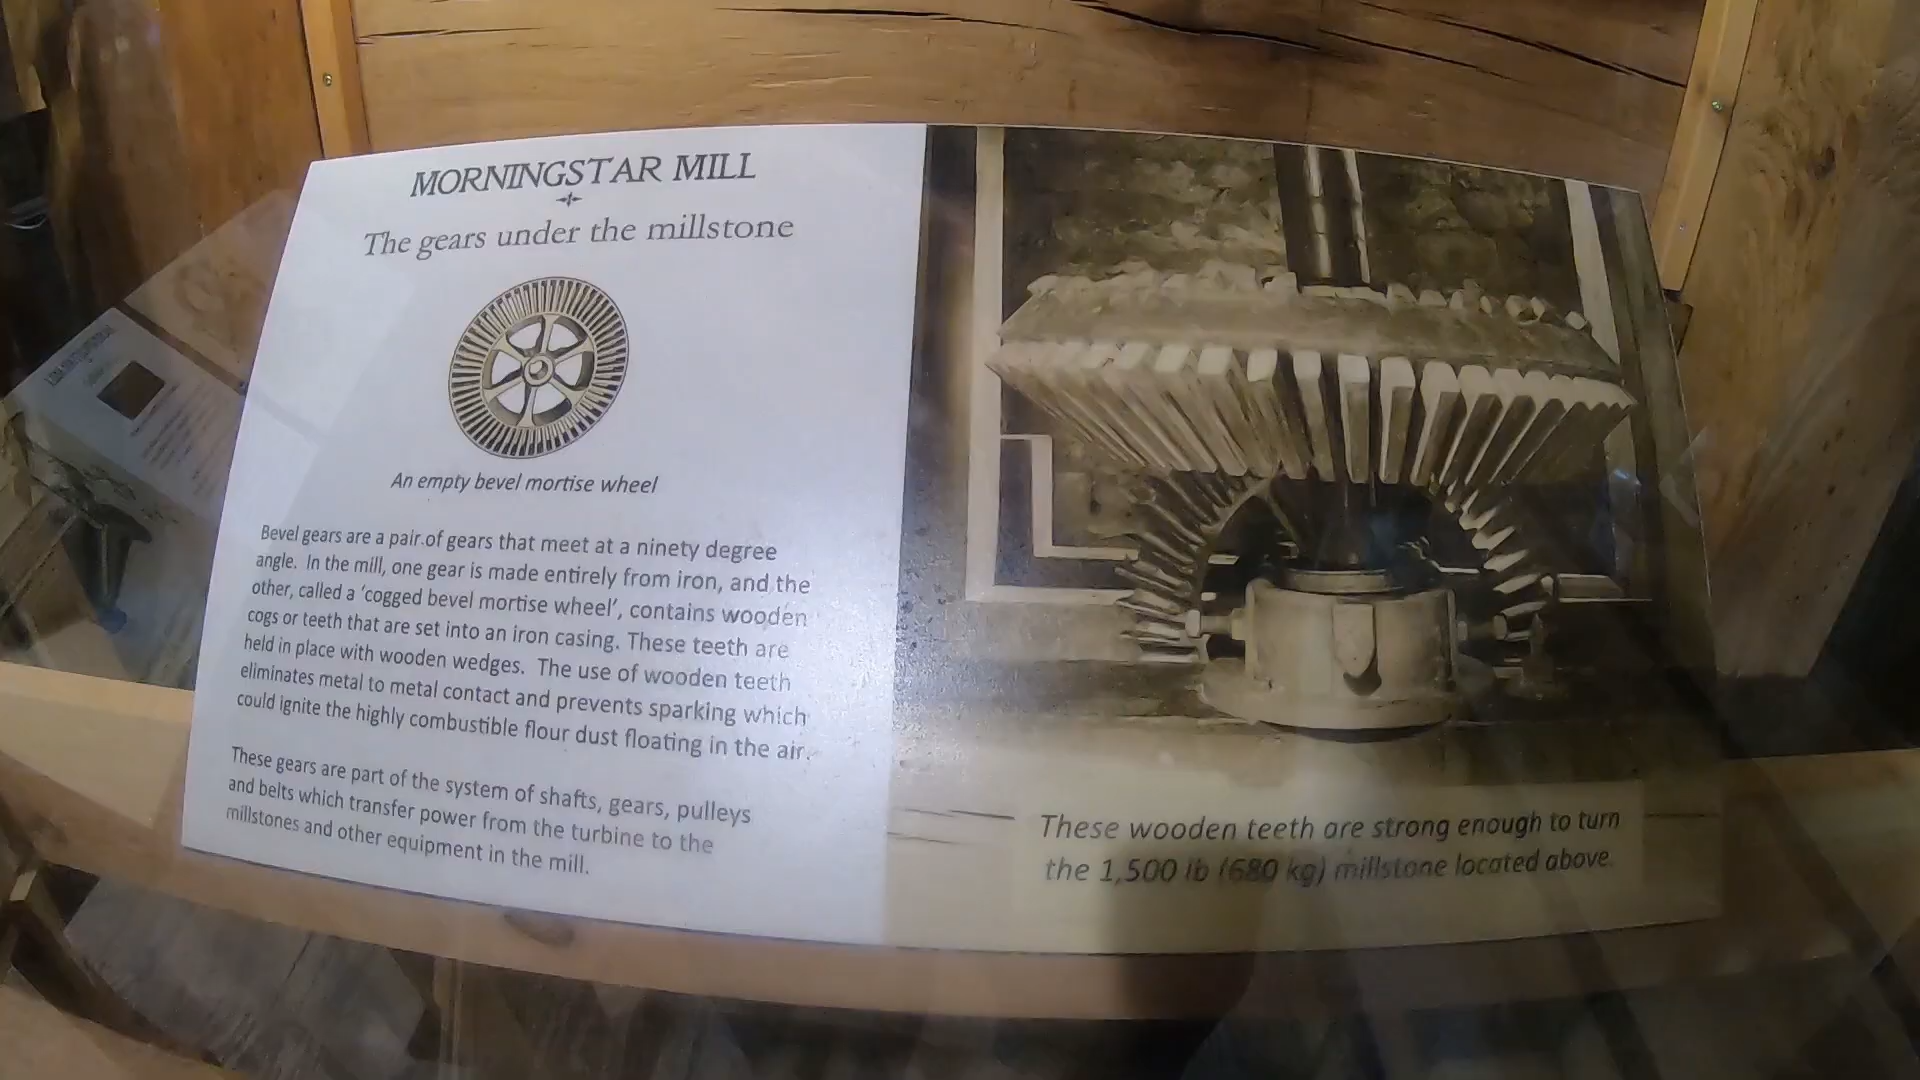 MORNINGSTAR MILL
The gears under the millstone
An empty bevel mortise wheel
Bevel gears are a pair of gears that meet at a ninety degree
angle. In the mill, one gear is made entirely from iron, and the
other, called a ‘cogged bevel mortise wheel’, contains wooden
cogs or teeth that are set into an iron casing. These teeth are
held in place with wooden wedges. The use of wooden teeth
eliminates metal to metal contact and prevents sparking which
could ignite the highly combustible flour dust floating in the air.
These gears are part of the system of shafts, gears, pulleys
and belts which transfer power from the turbine to the
millstones and other equipment in the mill.
These wooden teeth are strong enough to turn
the 1,500 lb (680 kg) millstone located above